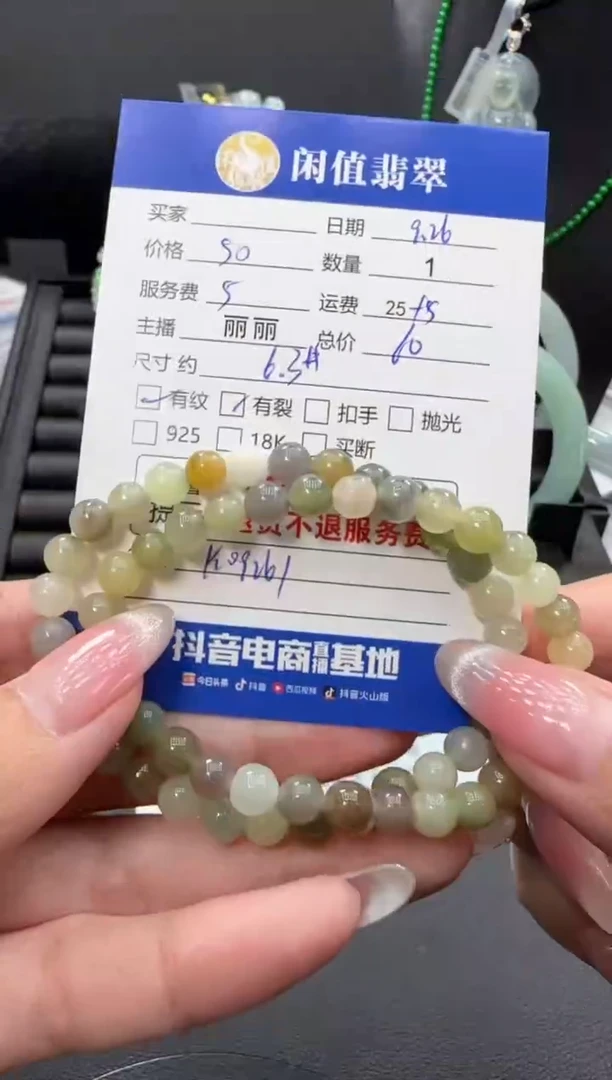 闲值翡翠
买家 日期 9.26
价格 50 数量 1
服务费 5 运费 25+5
主播 丽丽 总价 60
尺寸 约 6.3#
有纹 有裂 扣手 抛光
925 18K 买断
不退服务费
K09261
抖音电商直播基地
今日头条 抖音 西瓜视频 抖音火山版